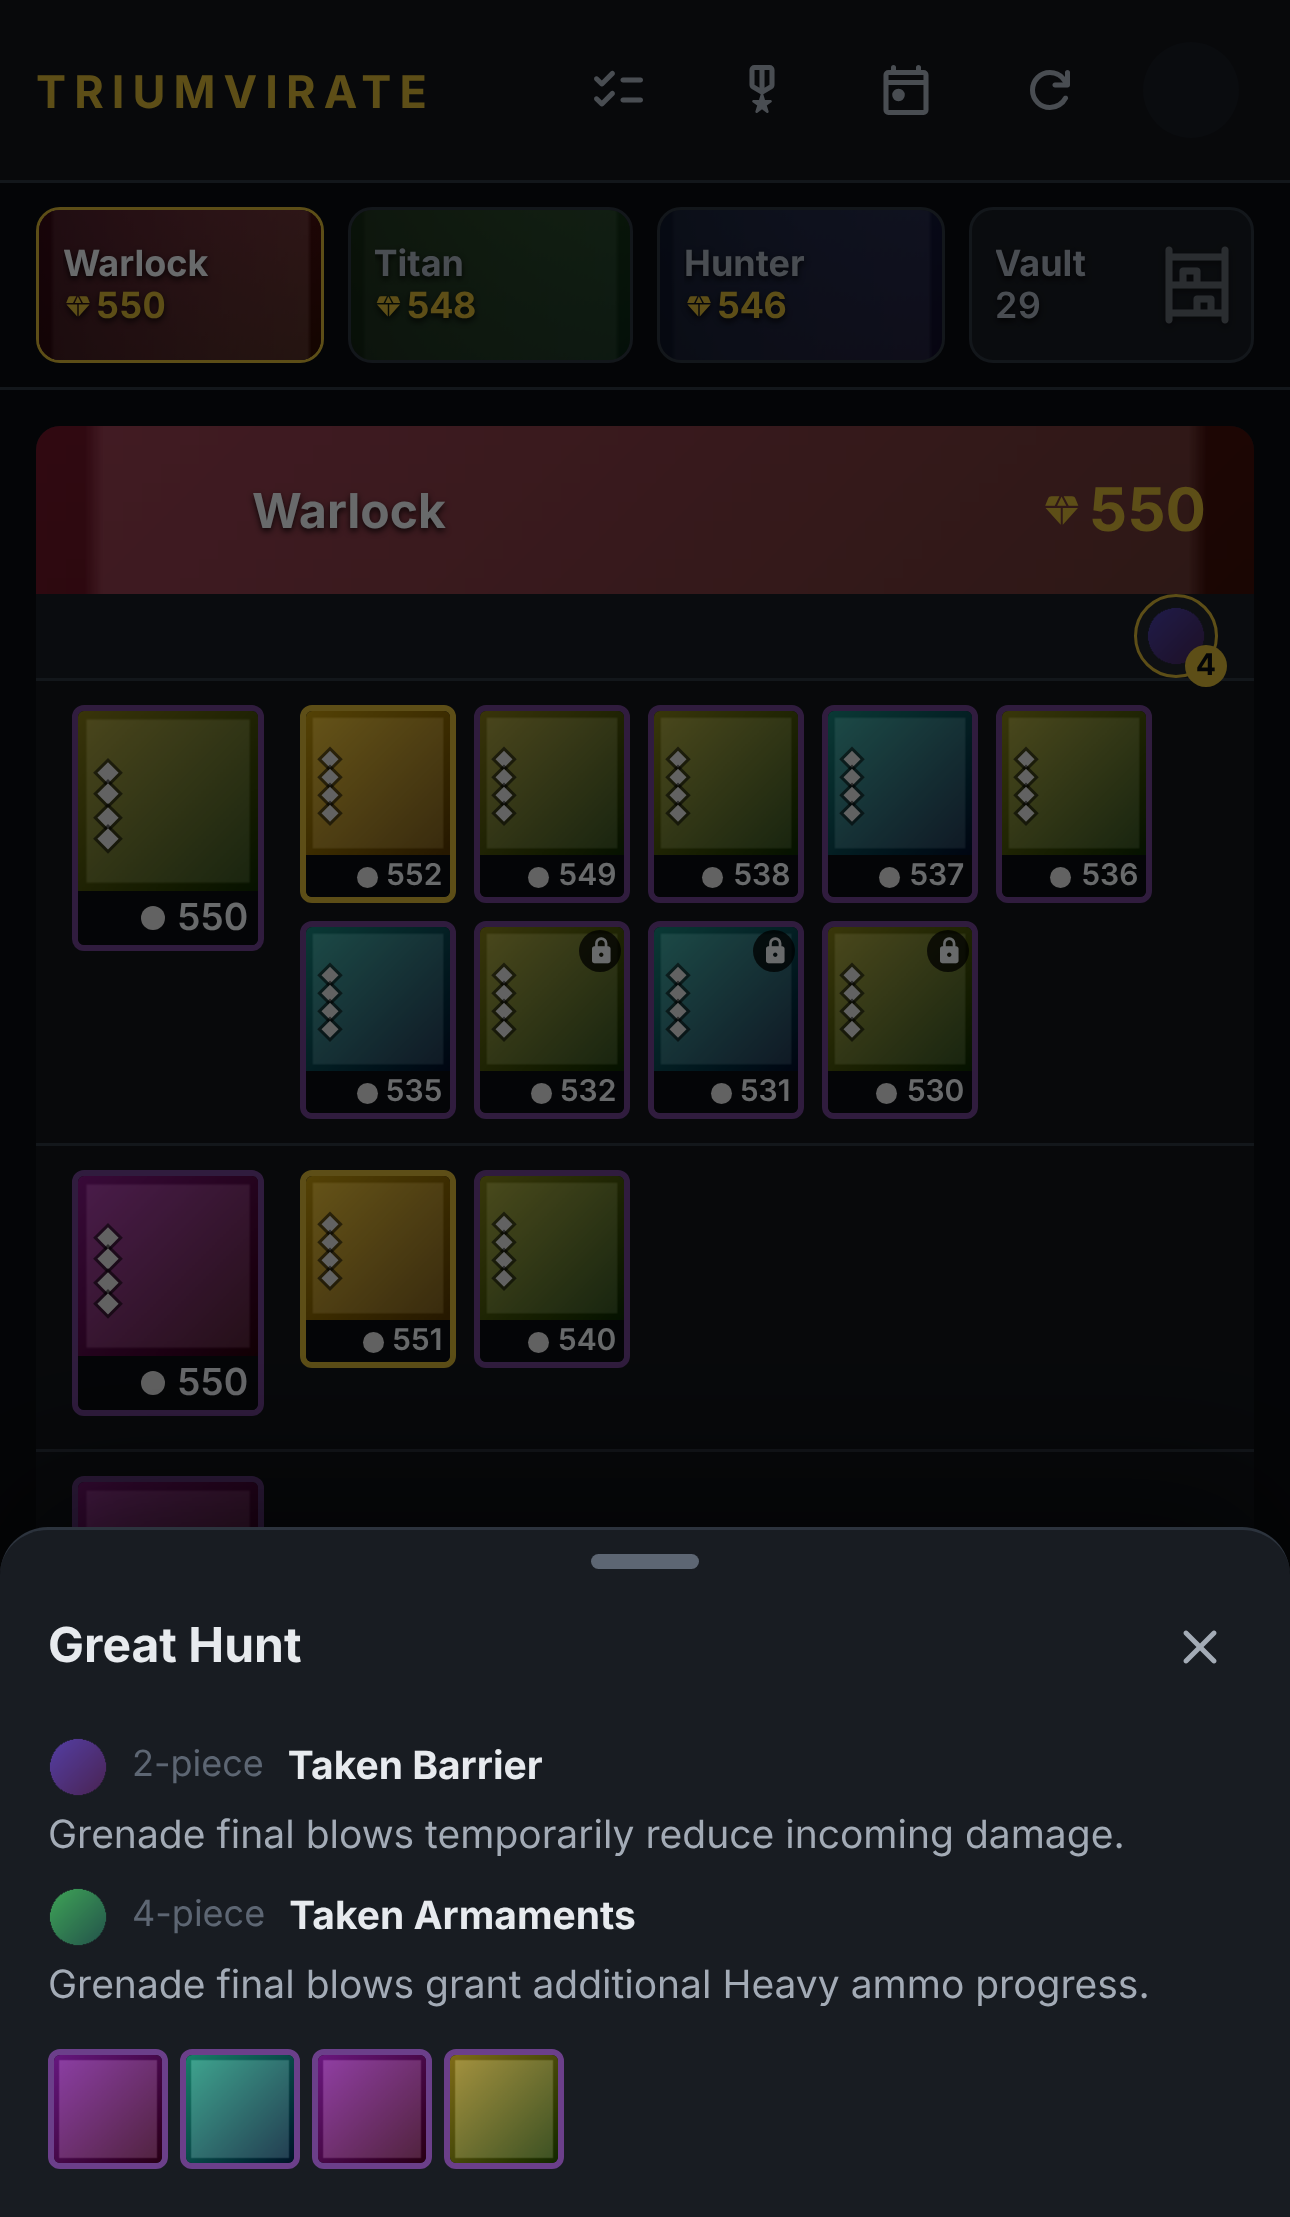 TRIUMVIRATE
Warlock
550
Titan
548
Hunter
546
Vault
29
Warlock
550
4
550
552
549
538
537
536
535
532
531
530
550
551
540
Great Hunt
2-piece Taken Barrier
Grenade final blows temporarily reduce incoming damage.
4-piece Taken Armaments
Grenade final blows grant additional Heavy ammo progress.